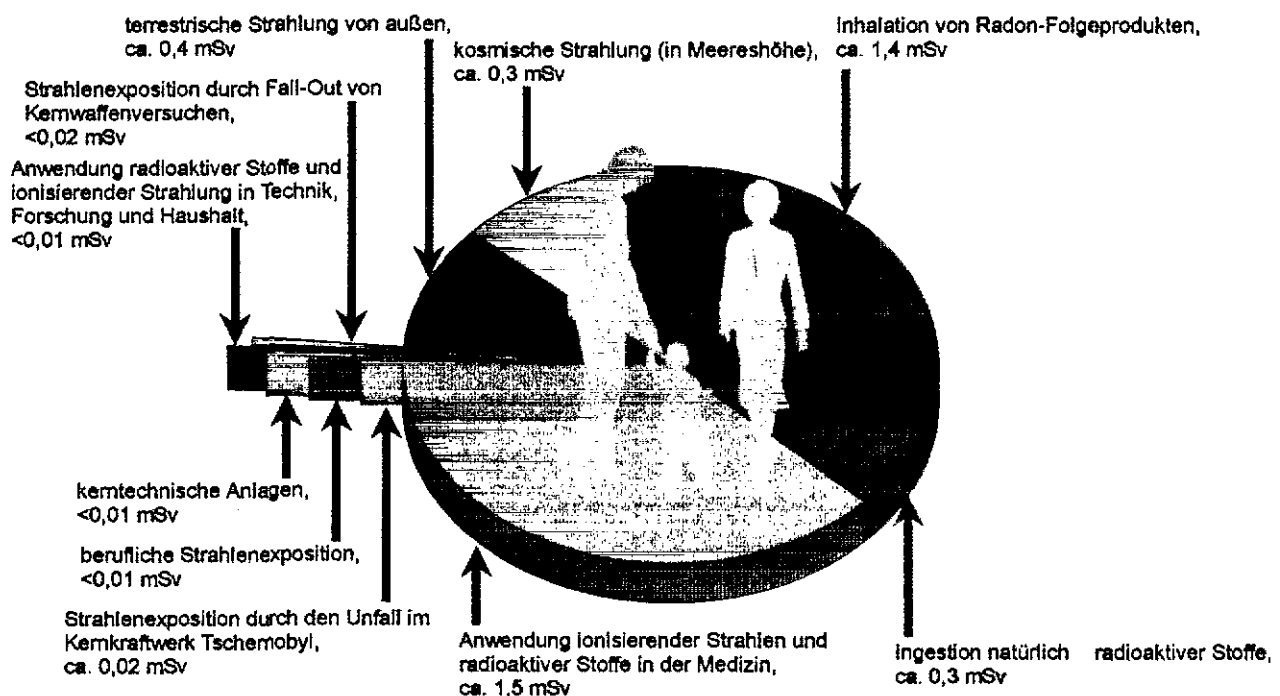 terrestrische Strahlung von außen,
ca. 0,4 mSv
kosmische Strahlung (in Meereshöhe),
ca. 0,3 mSv
Inhalation von Radon-Folgeprodukten,
ca. 1,4 mSv
Strahlenexposition durch Fall-Out von
Kernwaffenversuchen,
<0,02 mSv
Anwendung radioaktiver Stoffe und
ionisierender Strahlung in Technik,
Forschung und Haushalt,
<0,01 mSv
kerntechnische Anlagen,
<0,01 mSv
berufliche Strahlenexposition,
<0,01 mSv
Strahlenexposition durch den Unfall im
Kernkraftwerk Tschernobyl,
ca. 0,02 mSv
Anwendung ionisierender Strahlen und
radioaktiver Stoffe in der Medizin,
ca. 1,5 mSv
Ingestion natürlich radioaktiver Stoffe,
ca. 0,3 mSv